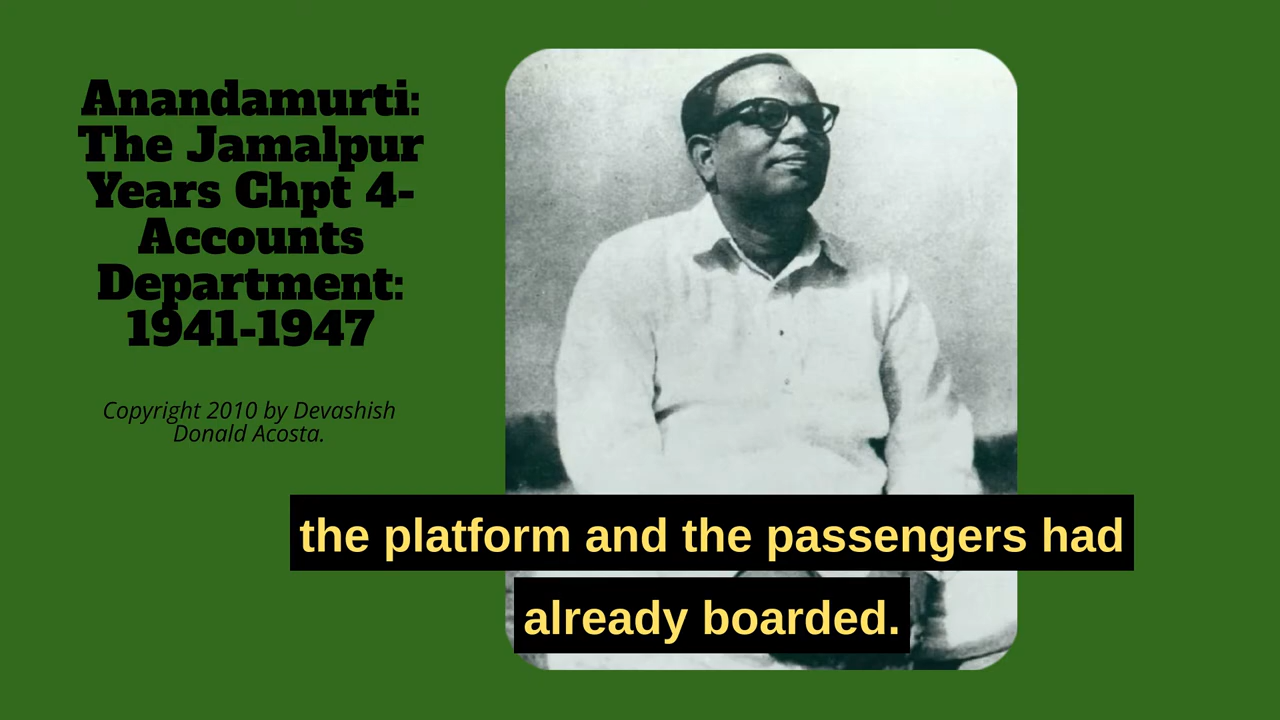 Anandamurti:
The Jamalpur
Years Chpt 4-
Accounts
Department:
1941-1947
Copyright 2010 by Devashish
Donald Acosta.
the platform and the passengers had
already boarded.